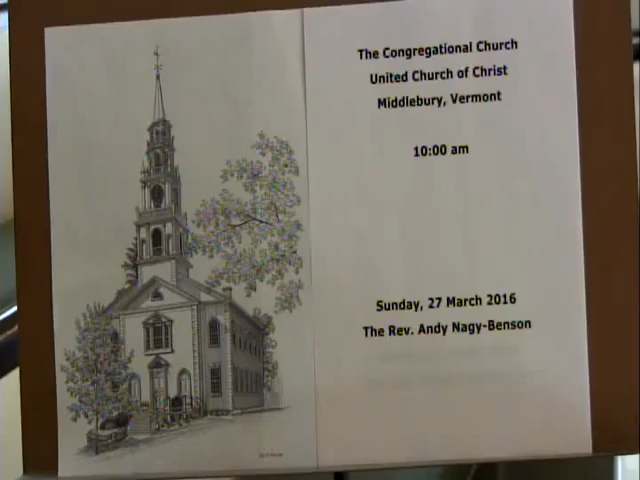 The Congregational Church
United Church of Christ
Middlebury, Vermont
10:00 am
Sunday, 27 March 2016
The Rev. Andy Nagy-Benson